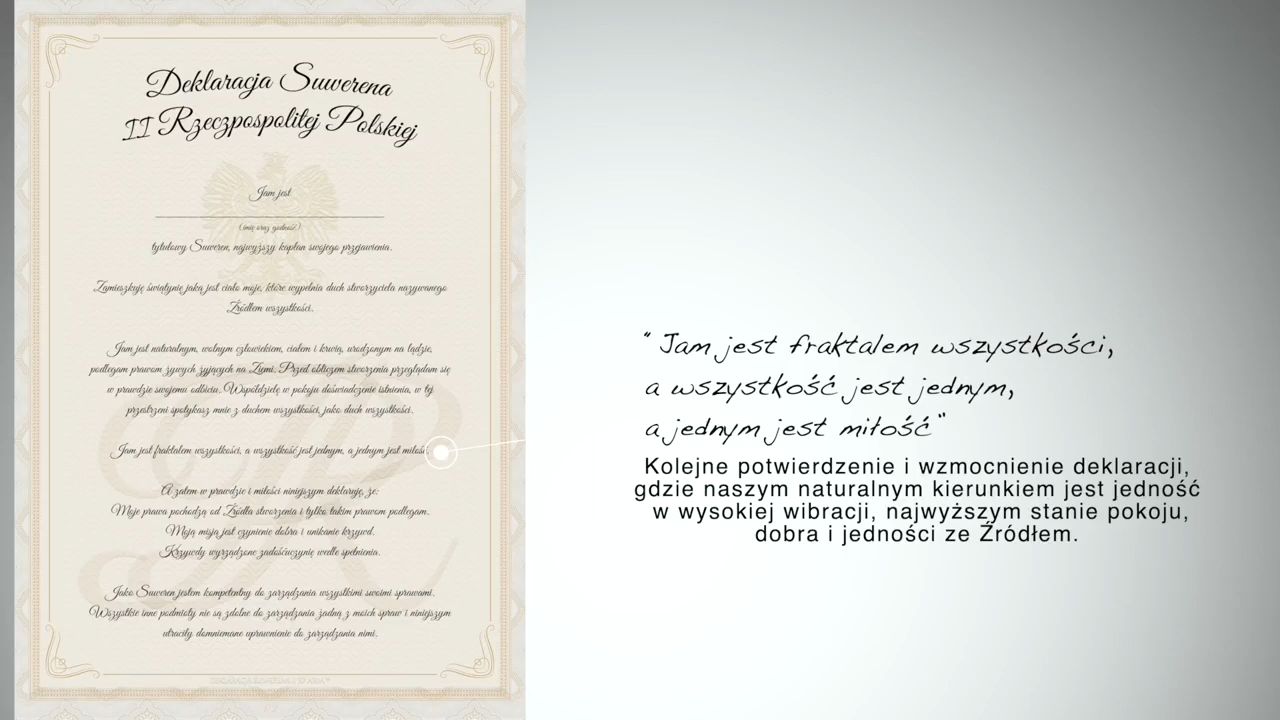 Deklaracja Suwerena
II Rzeczpospolitej Polskiej
Jam jest
(imię oraz godność)
tytułowy Suweren, najwyższy kapłan swojego przejawienia.
Zamieszkuję świątynię jaką jest ciało moje, które wypełnia duch stworzyciela nazywanego
Źródłem wszystkości.
Jam jest naturalnym, wolnym człowiekiem, ciałem i krwią, urodzonym na lądzie,
podlegam prawom żywych żyjących na Ziemi. Przed obliczem stworzenia przeglądam się
w prawdzie swojemu odbiciu. Współdzielę w pokoju doświadczenie istnienia, w tej
przestrzeni spotykasz mnie z duchem wszystkości, jako duch wszystkości.
Jam jest fraktalem wszystkości, a wszystkość jest jednym, a jednym jest miłość.
A zatem w prawdzie i miłości niniejszym deklaruję, że:
Moje prawa pochodzą od Źródła stworzenia i tylko takim prawom podlegam.
Moją misją jest czynienie dobra i unikanie krzywd.
Krzywdy wyrządzone zadośćuczynię wedle spełnienia.
Jako Suweren jestem kompetentny do zarządzania wszystkimi swoimi sprawami.
Wszystkie inne podmioty nie są zdolne do zarządzania żadną z moich spraw i niniejszym
utraciły domniemane uprawnienie do zarządzania nimi.
" Jam jest fraktalem wszystkości,
a wszystkość jest jednym,
a jednym jest miłość"
Kolejne potwierdzenie i wzmocnienie deklaracji,
gdzie naszym naturalnym kierunkiem jest jedność
w wysokiej wibracji, najwyższym stanie pokoju,
dobra i jedności ze Źródłem.